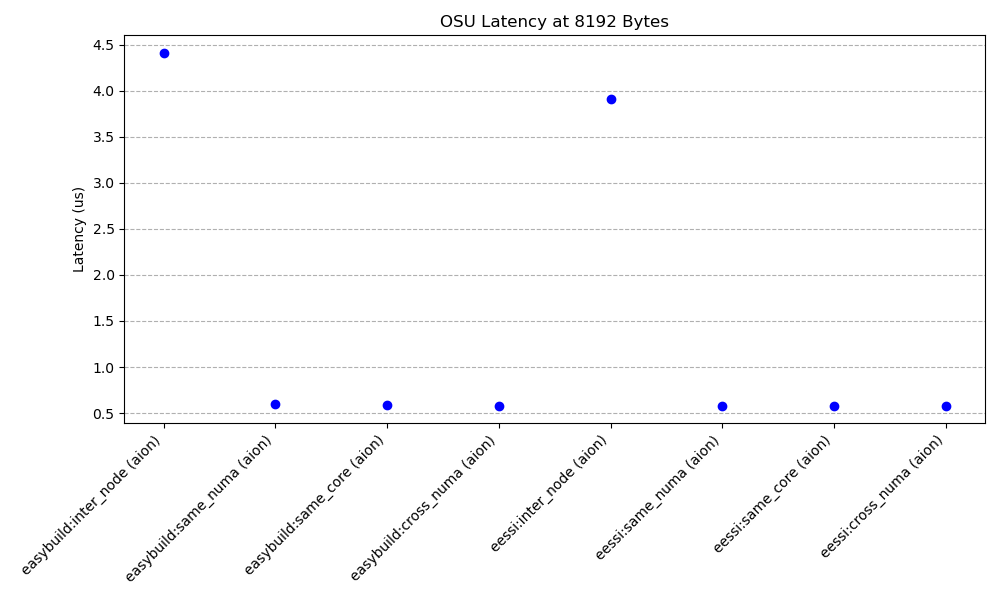 OSU Latency at 8192 Bytes
Latency (us)
4.5
4.0
3.5
3.0
2.5
2.0
1.5
1.0
0.5
easybuild:inter_node (aion)
easybuild:same_numa (aion)
easybuild:same_core (aion)
easybuild:cross_numa (aion)
eessi:inter_node (aion)
eessi:same_numa (aion)
eessi:same_core (aion)
eessi:cross_numa (aion)